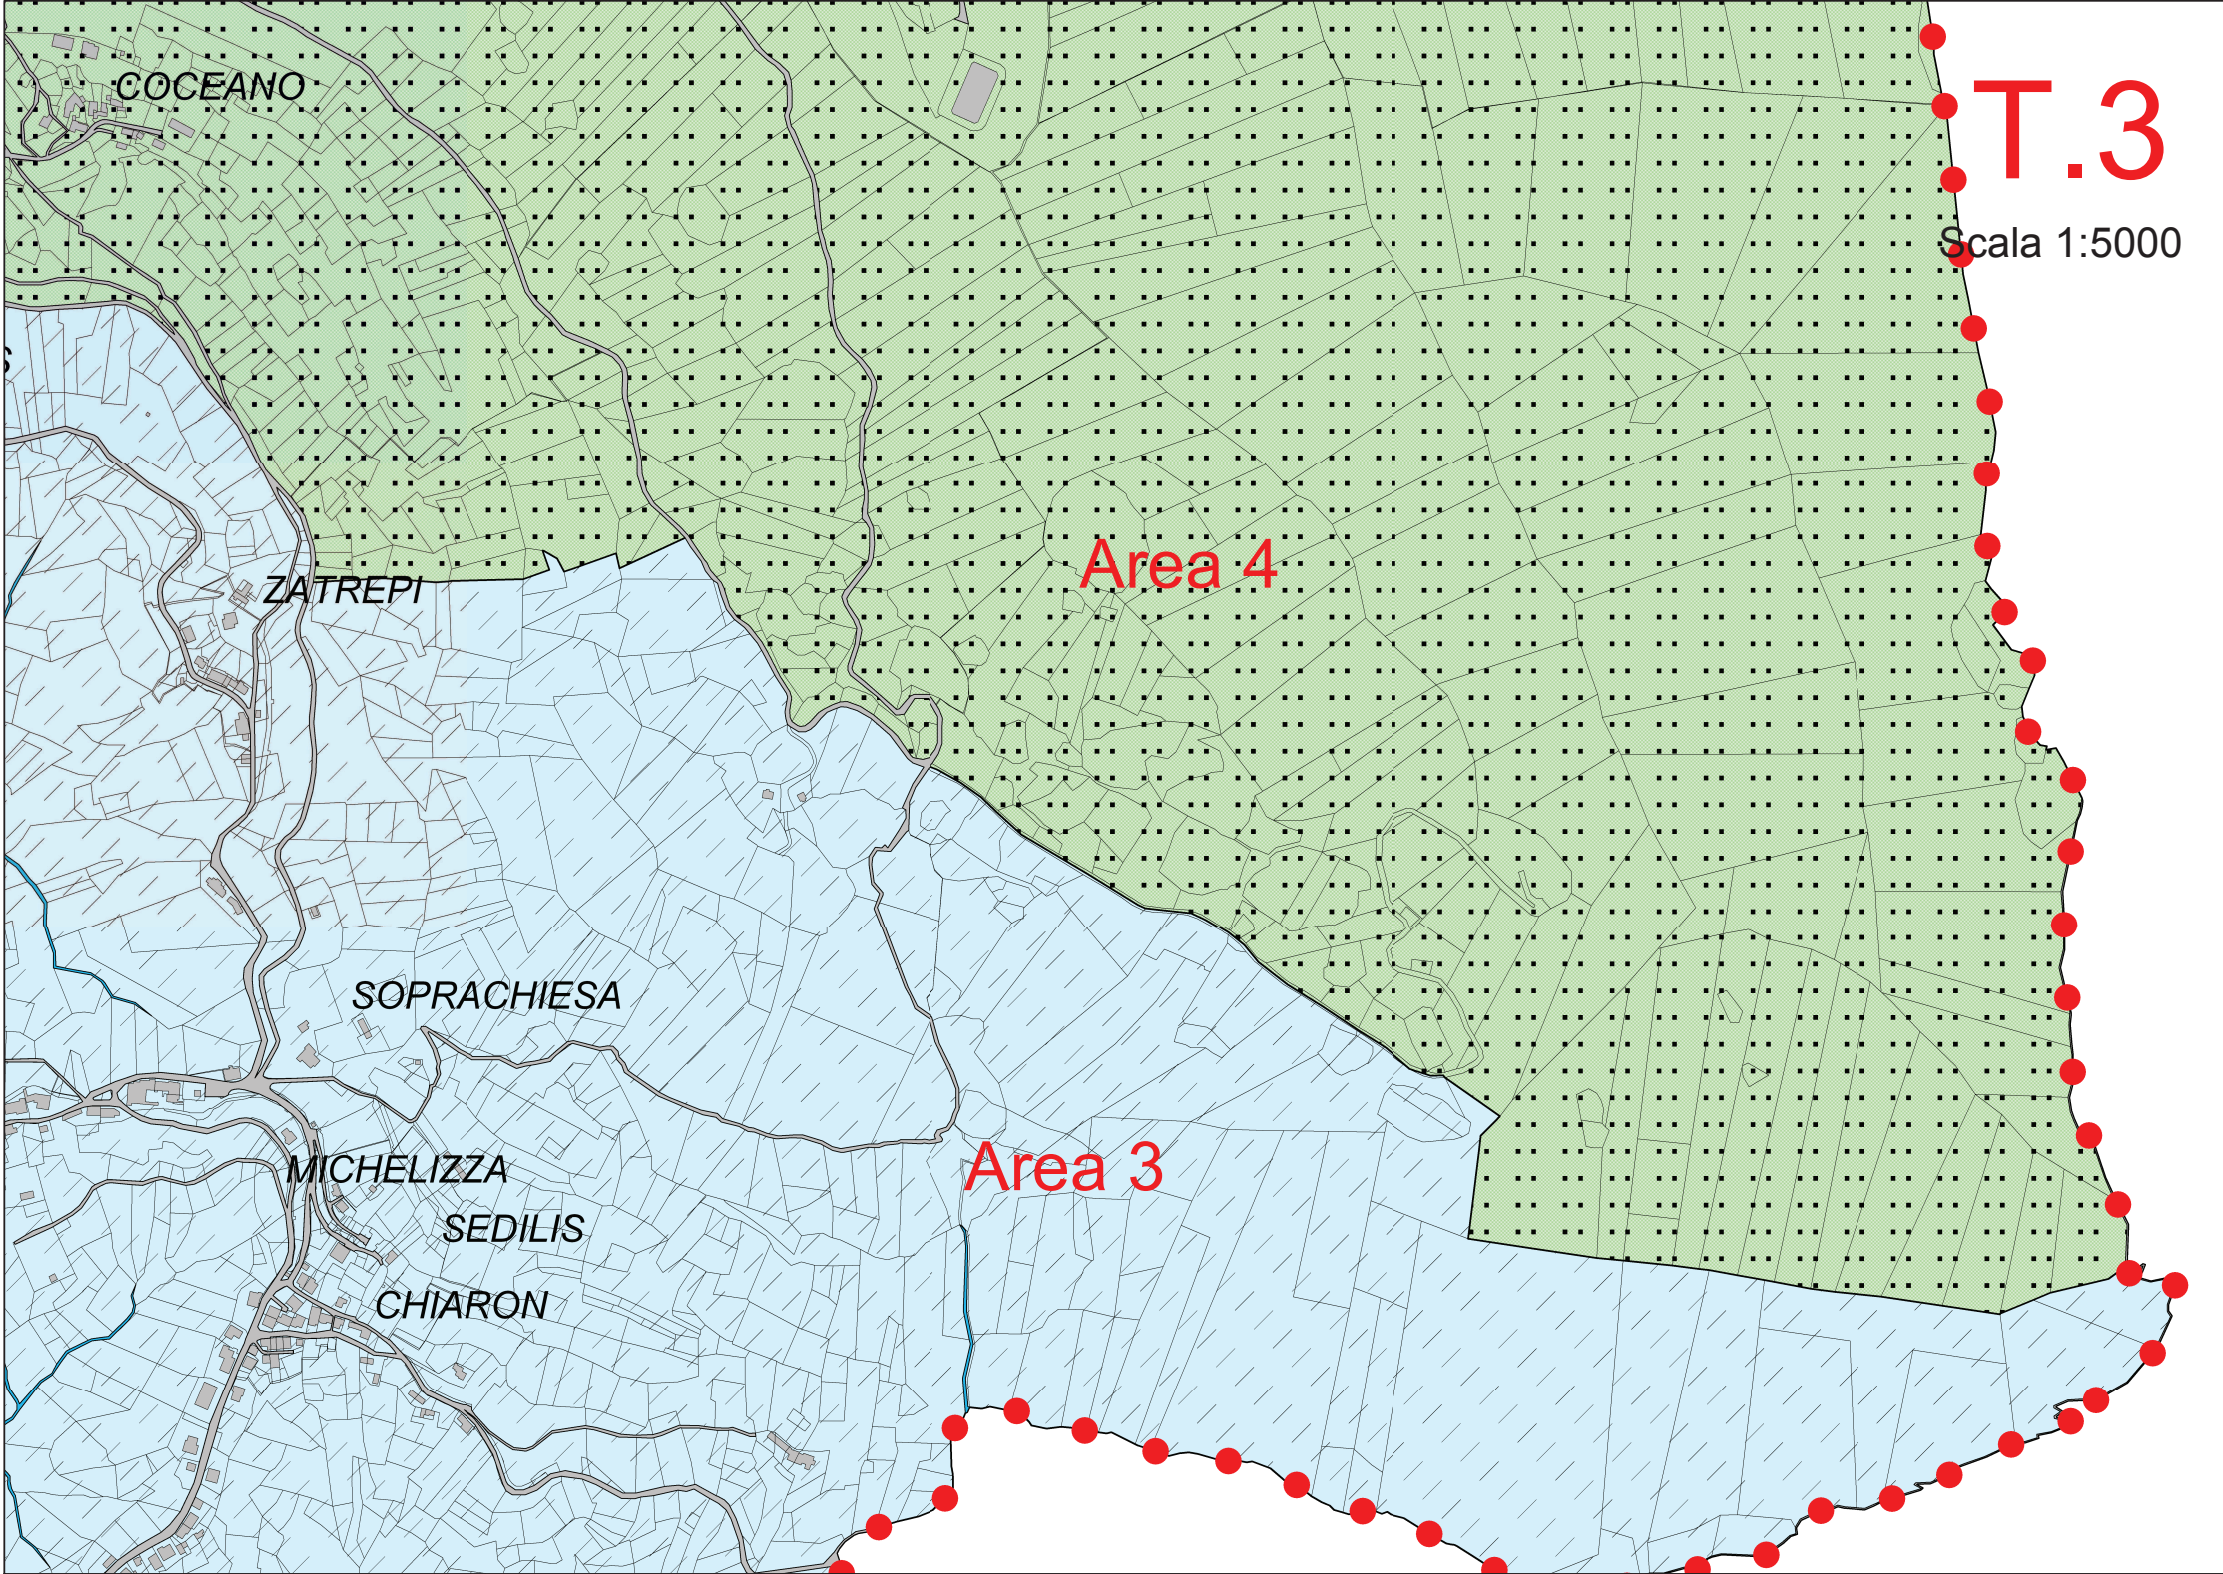 COCEANO
T.3
Scala 1:5000
Area 4
ZATREPI
SOPRACHIESA
Area 3
MICHELIZZA
SEDILIS
CHIARON